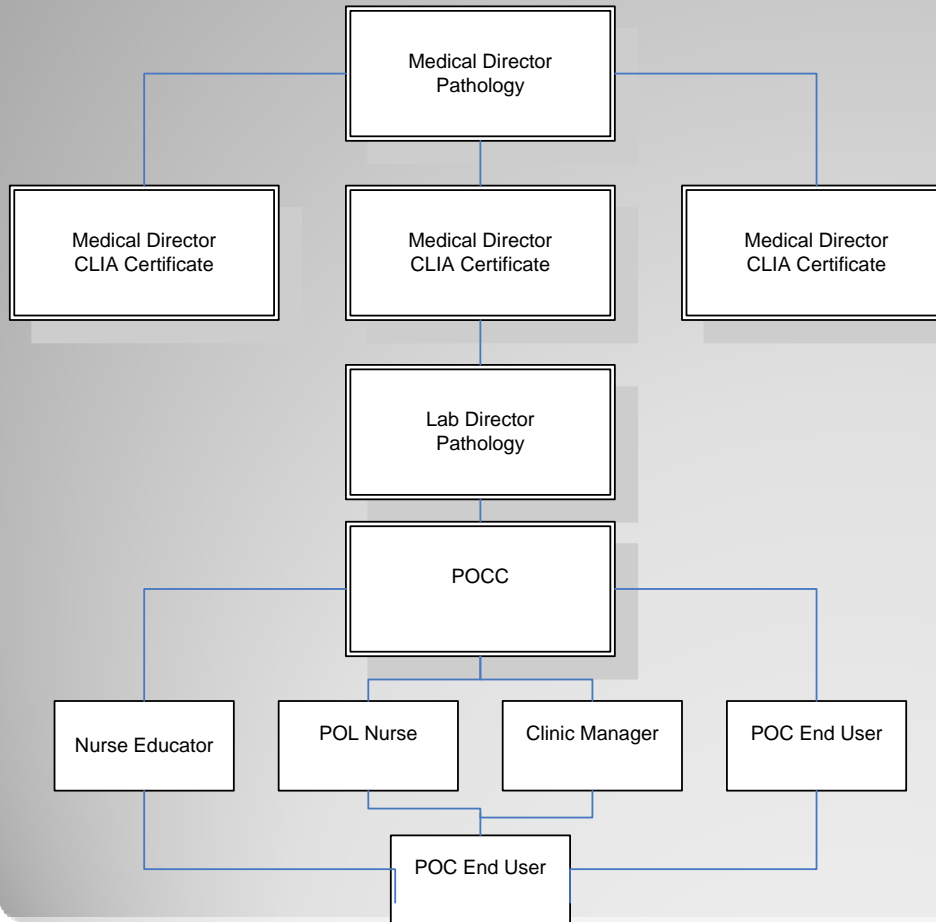 Medical Director
Pathology
Medical Director
CLIA Certificate
Medical Director
CLIA Certificate
Medical Director
CLIA Certificate
Lab Director
Pathology
POCC
Nurse Educator
POL Nurse
Clinic Manager
POC End User
POC End User